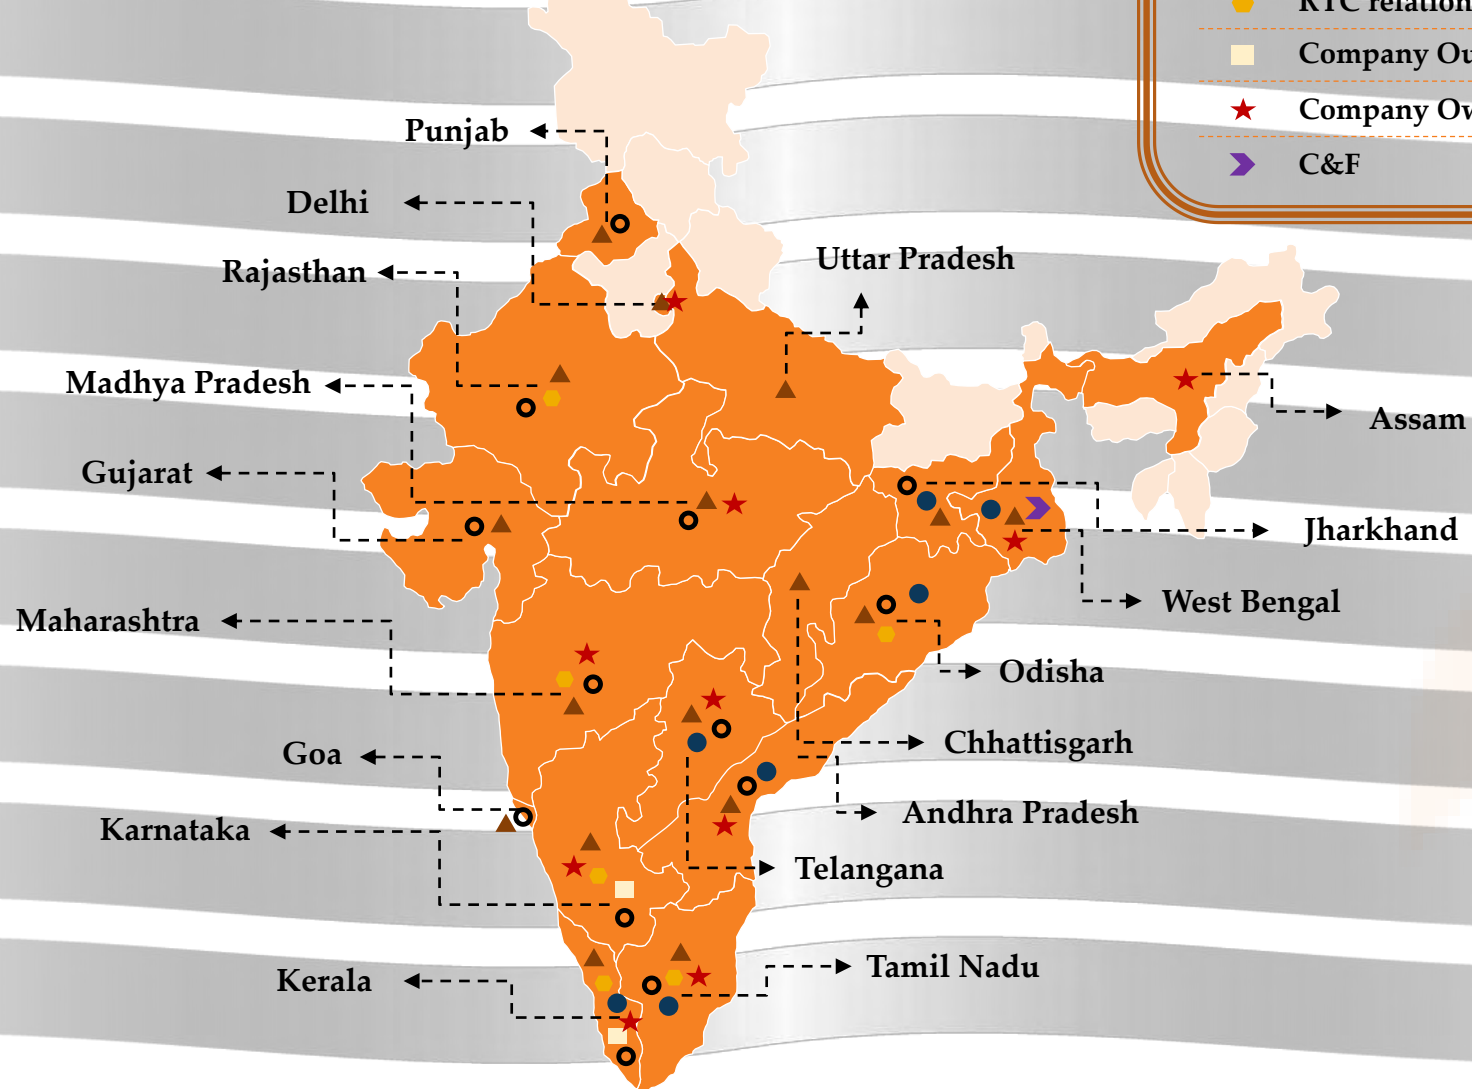 RTC relation
Company Ou
Company Ow
C&F
Punjab
Delhi
Rajasthan
Uttar Pradesh
Madhya Pradesh
Assam
Gujarat
Jharkhand
West Bengal
Maharashtra
Odisha
Chhattisgarh
Goa
Andhra Pradesh
Karnataka
Telangana
Tamil Nadu
Kerala